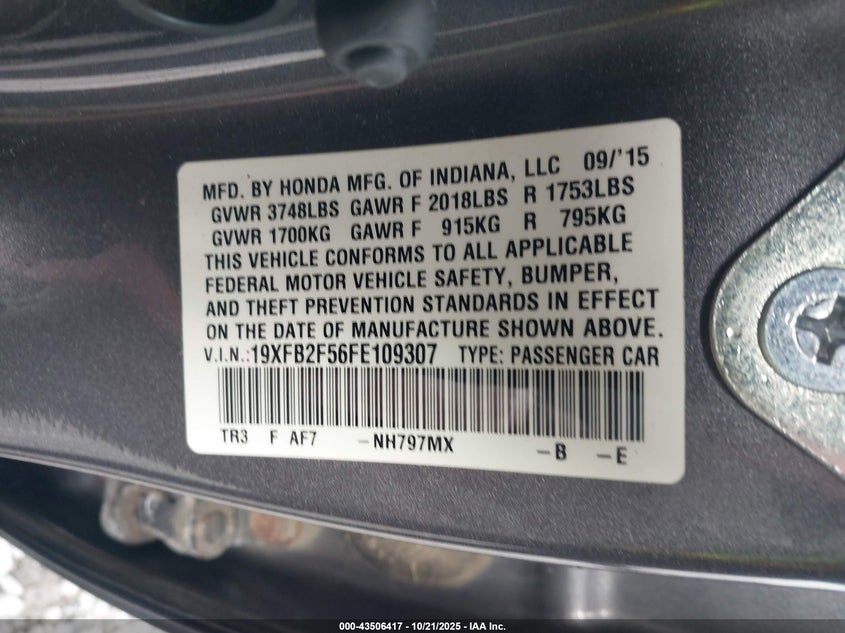 MFD. BY HONDA MFG. OF INDIANA, LLC 09/'15
GVWR 3748LBS GAWR F 2018LBS R 1753LBS
GVWR 1700KG GAWR F 915KG R 795KG
THIS VEHICLE CONFORMS TO ALL APPLICABLE
FEDERAL MOTOR VEHICLE SAFETY, BUMPER,
AND THEFT PREVENTION STANDARDS IN EFFECT
ON THE DATE OF MANUFACTURE SHOWN ABOVE.
V.I.N.:19XFB2F56FE109307 TYPE: PASSENGER CAR
TR3 F AF7 -NH797MX -B -E
000-43506417 - 10/21/2025 - IAA Inc.